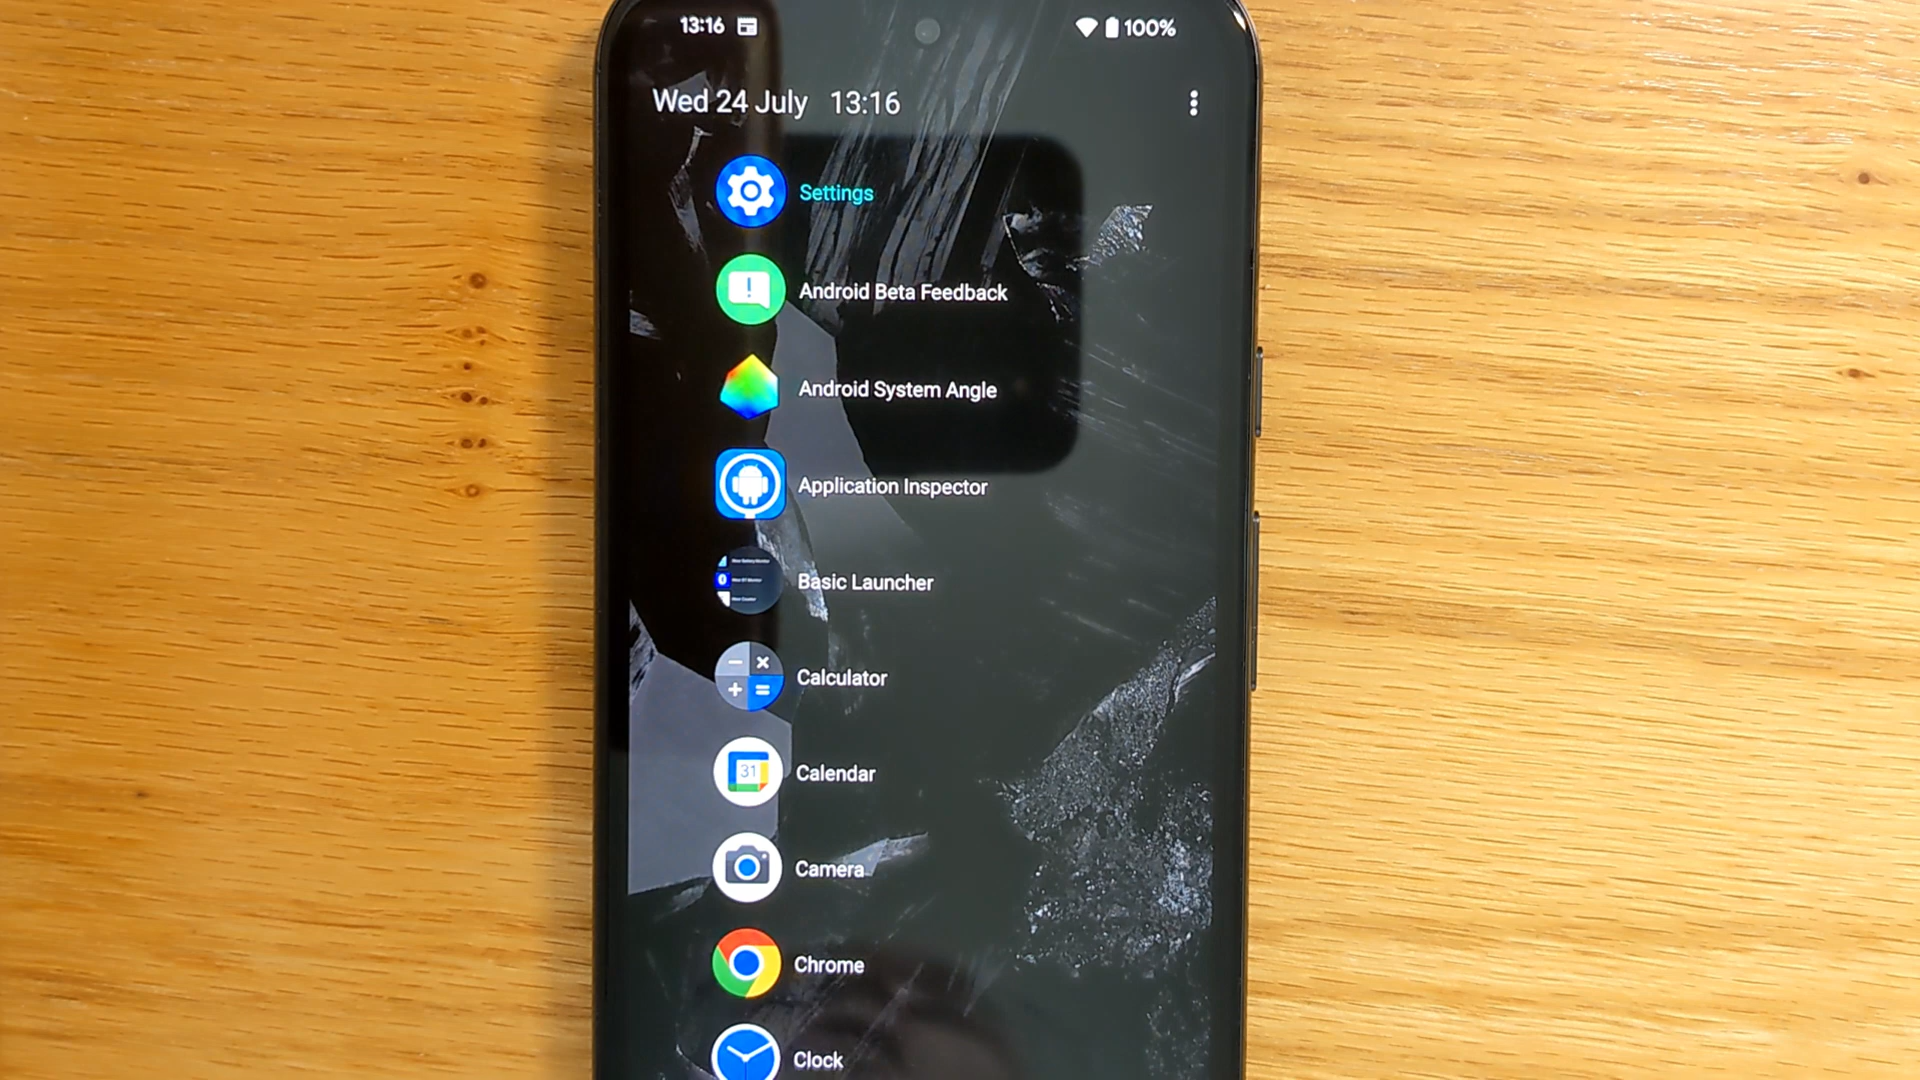 13:16 100%
Wed 24 July 13:16
Settings
Android Beta Feedback
Android System Angle
Application Inspector
Basic Launcher
Calculator
31
Calendar
Camera
Chrome
Clock